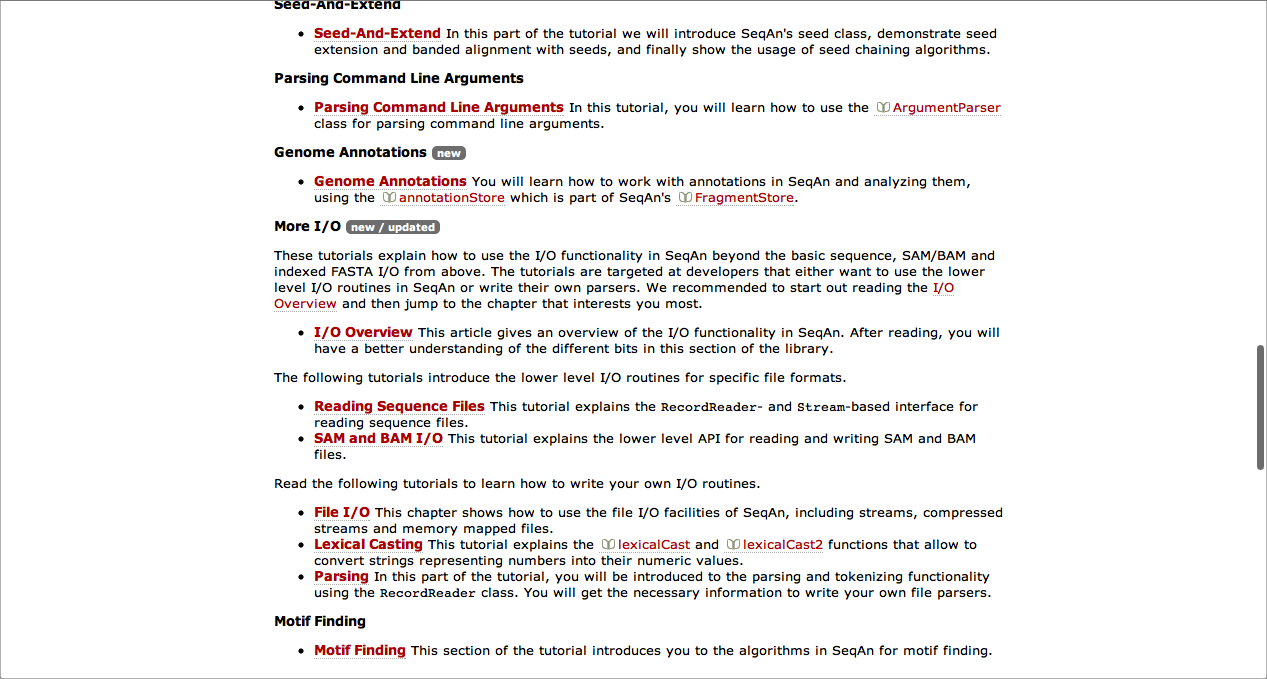 Seed-And-Extend
• Seed-And-Extend In this part of the tutorial we will introduce SeqAn's seed class, demonstrate seed
extension and banded alignment with seeds, and finally show the usage of seed chaining algorithms.
Parsing Command Line Arguments
• Parsing Command Line Arguments In this tutorial, you will learn how to use the ArgumentParser
class for parsing command line arguments.
Genome Annotations new
• Genome Annotations You will learn how to work with annotations in SeqAn and analyzing them,
using the annotationStore which is part of SeqAn's FragmentStore.
More I/O new / updated
These tutorials explain how to use the I/O functionality in SeqAn beyond the basic sequence, SAM/BAM and
indexed FASTA I/O from above. The tutorials are targeted at developers that either want to use the lower
level I/O routines in SeqAn or write their own parsers. We recommended to start out reading the I/O
Overview and then jump to the chapter that interests you most.
• I/O Overview This article gives an overview of the I/O functionality in SeqAn. After reading, you will
have a better understanding of the different bits in this section of the library.
The following tutorials introduce the lower level I/O routines for specific file formats.
• Reading Sequence Files This tutorial explains the RecordReader- and Stream-based interface for
reading sequence files.
• SAM and BAM I/O This tutorial explains the lower level API for reading and writing SAM and BAM
files.
Read the following tutorials to learn how to write your own I/O routines.
• File I/O This chapter shows how to use the file I/O facilities of SeqAn, including streams, compressed
streams and memory mapped files.
• Lexical Casting This tutorial explains the lexicalCast and lexicalCast2 functions that allow to
convert strings representing numbers into their numeric values.
• Parsing In this part of the tutorial, you will be introduced to the parsing and tokenizing functionality
using the RecordReader class. You will get the necessary information to write your own file parsers.
Motif Finding
• Motif Finding This section of the tutorial introduces you to the algorithms in SeqAn for motif finding.